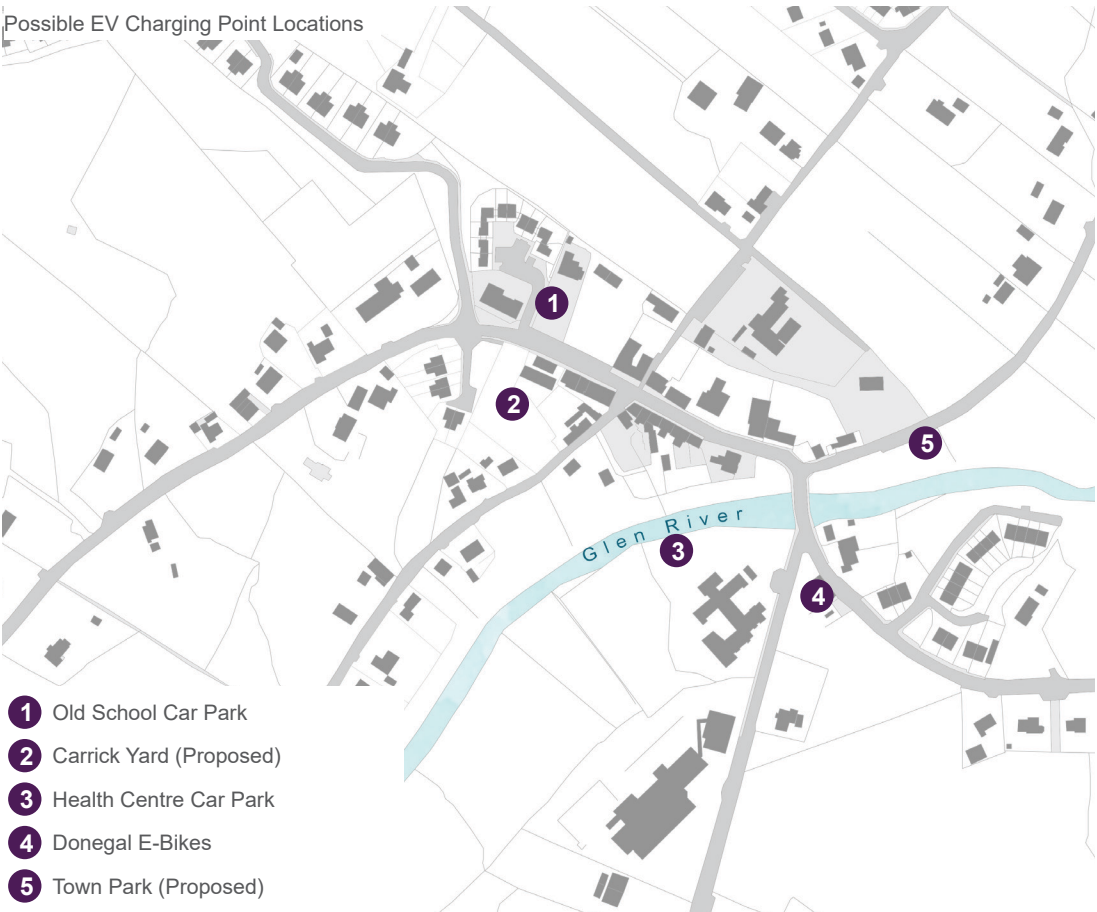 Possible EV Charging Point Locations
1
2
5
Glen River
3
4
1 Old School Car Park
2 Carrick Yard (Proposed)
3 Health Centre Car Park
4 Donegal E-Bikes
5 Town Park (Proposed)